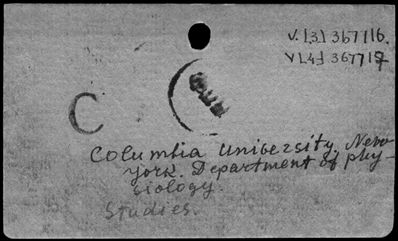 V.[3] 367716.
V[4] 367717
C
Columbia University, New
York. Department of phy-
siology.
Studies.